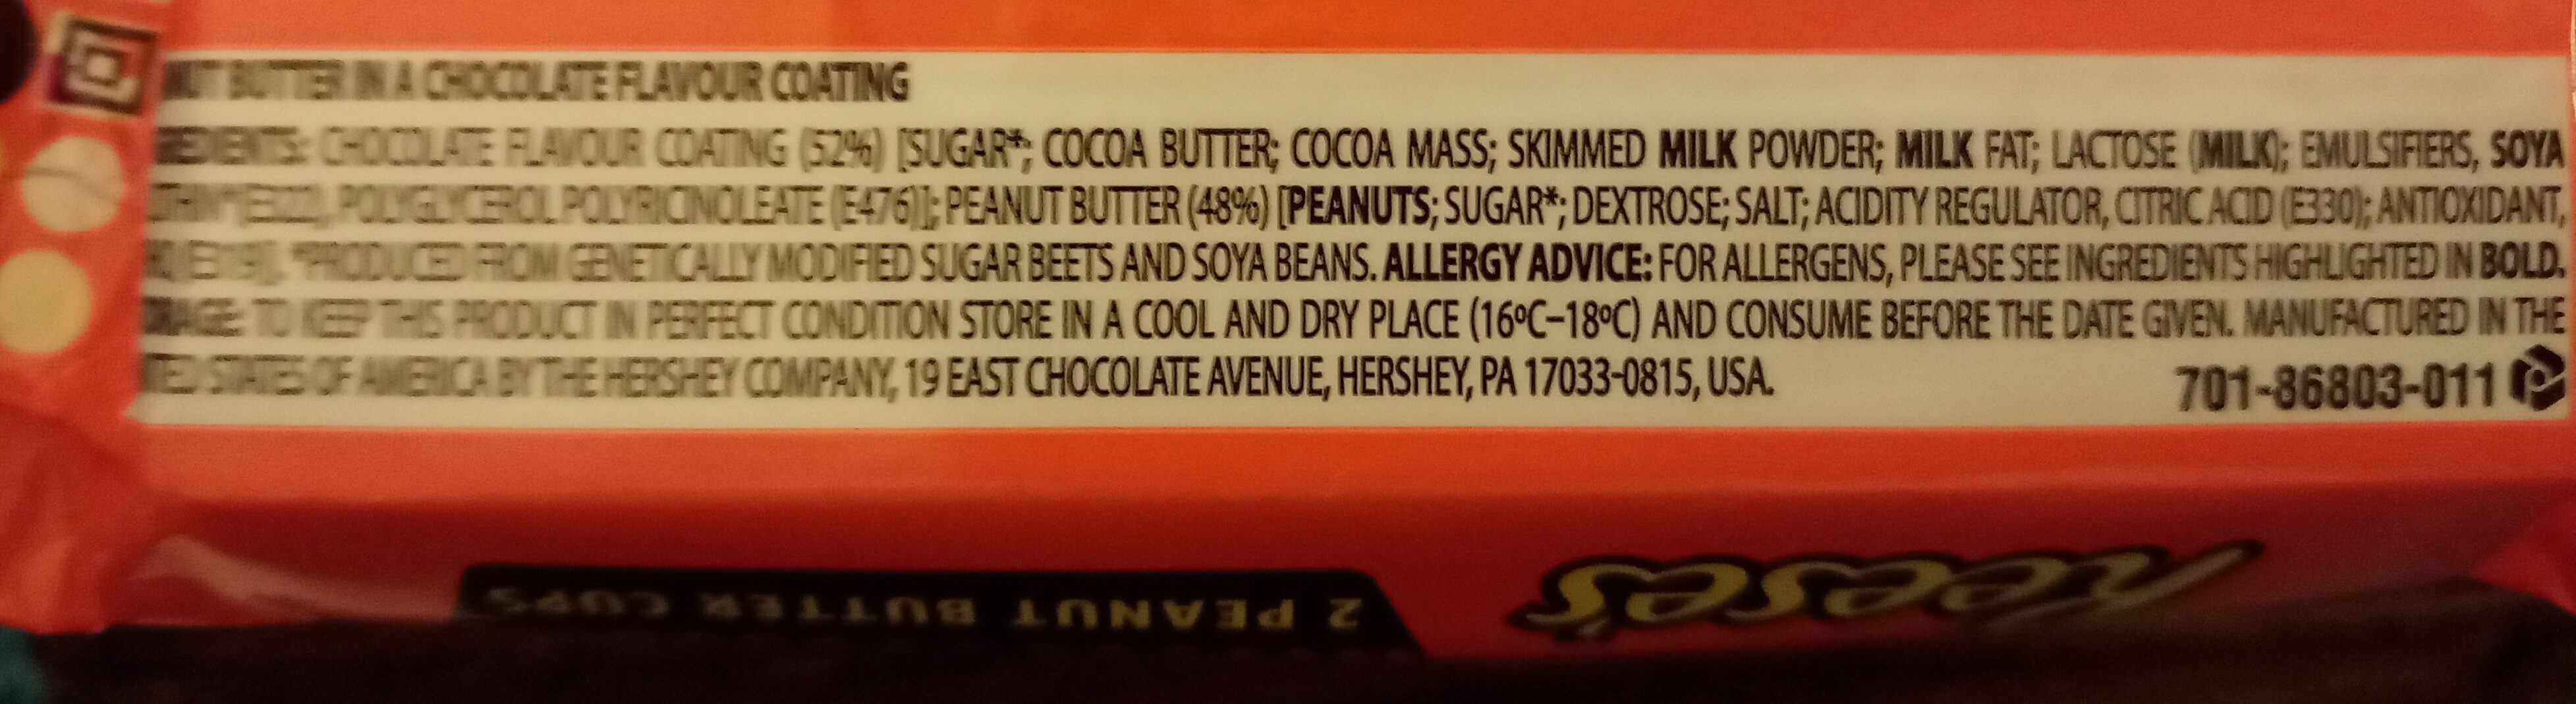 BUTTER IN A CHOCOLATE FLAVOUR COATING
CHOCOLATE FLAVOUR COATING (52%) [SUGAR*; COCOA BUTTER; COCOA MASS; SKIMMED MILK POWDER; MILK FAT; LACTOSE (MILK); EMULSIFIERS, SOYA
(E322), POLYGLYCEROL POLYRICINOLEATE (E476)]; PEANUT BUTTER (48%) [PEANUTS; SUGAR*; DEXTROSE; SALT; ACIDITY REGULATOR, CITRIC ACID (E330); ANTIOXIDANT,
(E319)]. *PRODUCED FROM GENETICALLY MODIFIED SUGAR BEETS AND SOYA BEANS. ALLERGY ADVICE: FOR ALLERGENS, PLEASE SEE INGREDIENTS HIGHLIGHTED IN BOLD.
TO KEEP THIS PRODUCT IN PERFECT CONDITION STORE IN A COOL AND DRY PLACE (16ºC–18ºC) AND CONSUME BEFORE THE DATE GIVEN. MANUFACTURED IN THE
STATES OF AMERICA BY THE HERSHEY COMPANY, 19 EAST CHOCOLATE AVENUE, HERSHEY, PA 17033-0815, USA.
701-86803-011
Reese's
2 PEANUT BUTTER CUPS